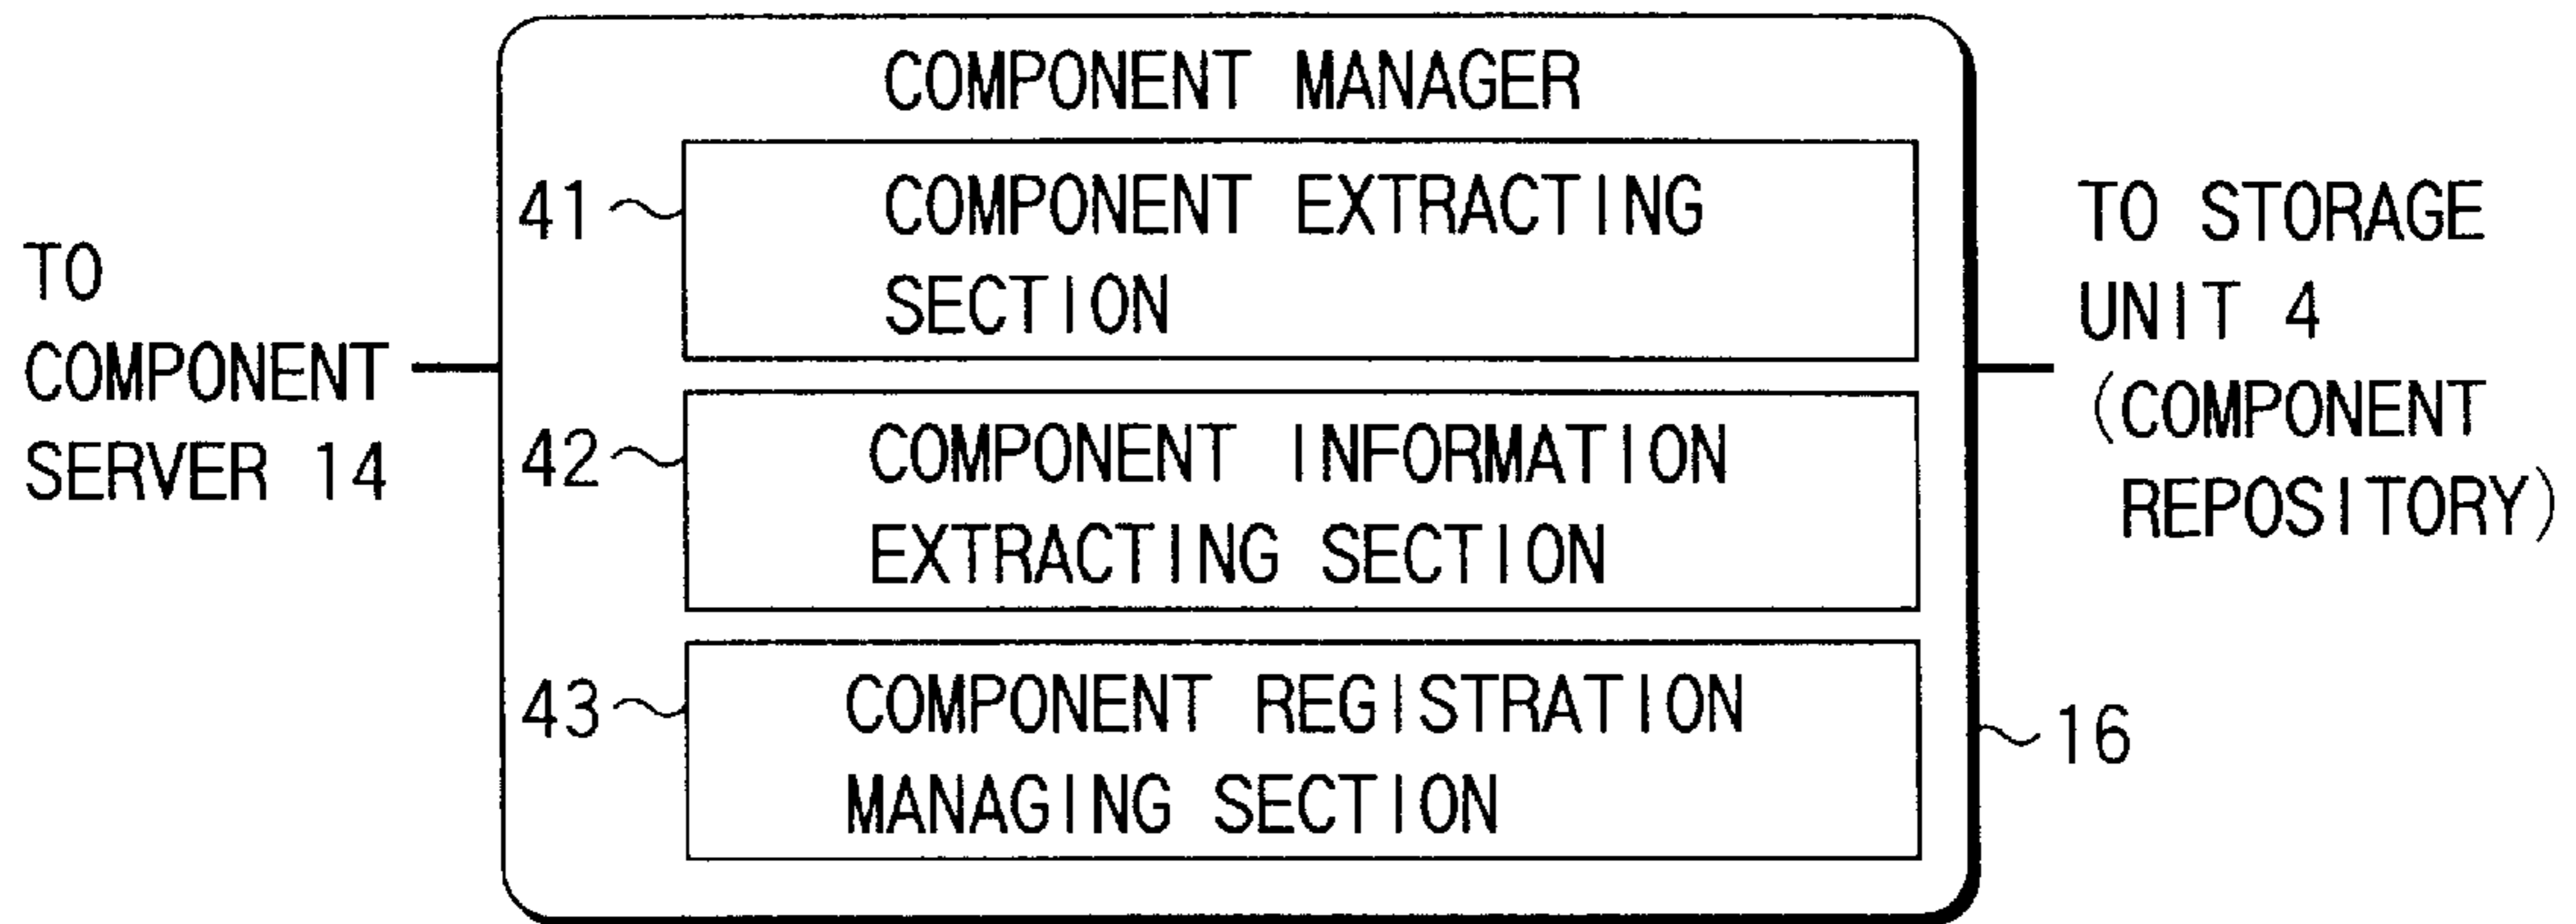 COMPONENT MANAGER
41
COMPONENT EXTRACTING
SECTION
TO
COMPONENT
SERVER 14
42
COMPONENT INFORMATION
EXTRACTING SECTION
43
COMPONENT REGISTRATION
MANAGING SECTION
TO STORAGE
UNIT 4
(COMPONENT
REPOSITORY)
16